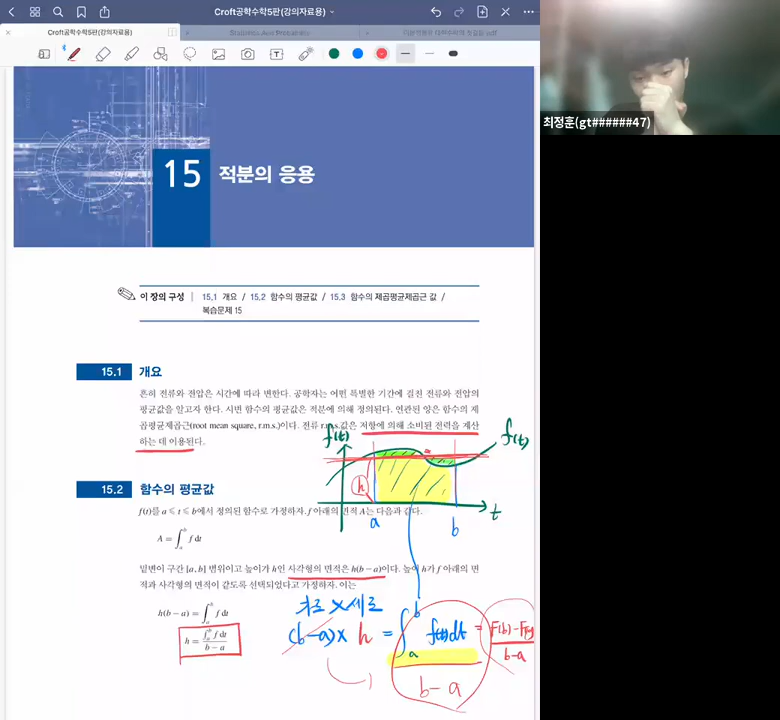 Croft공학수학5판(강의자료용)
Croft공학수학5판(강의자료용)
Statistics And Probability
최정훈(gt######47)
15 적분의 응용
이 장의 구성 | 15.1 개요 / 15.2 함수의 평균값 / 15.3 함수의 제곱평균제곱근 값 /
복습문제 15
15.1 개요
흔히 전류와 전압은 시간에 따라 변한다. 공학자는 어떤 특별한 기간에 걸친 전류와 전압의
평균값을 알고자 한다. 시변 함수의 평균값은 적분에 의해 정의된다. 연관된 양은 함수의 제
곱평균제곱근(root mean square, r.m.s.)이다. 전류 r.m.s.값은 저항에 의해 소비된 전력을 계산
하는 데 이용된다.
f(t)
f(t)
h
t
a
b
15.2 함수의 평균값
f(t)를 a ⩽ t ⩽ b에서 정의된 함수로 가정하자. f 아래의 면적 A는 다음과 같다.
A = ∫_a^b f dt
밑변이 구간 [a, b] 범위이고 높이가 h인 사각형의 면적은 h(b − a)이다. 높이 h가 f 아래의 면
적과 사각형의 면적이 같도록 선택되었다고 가정하자. 이는
h(b − a) = ∫_a^b f dt
h = ∫_a^b f dt / b − a
가로 × 세로
(b-a) × h = ∫_a^b f(t)dt =
b - a
b-a